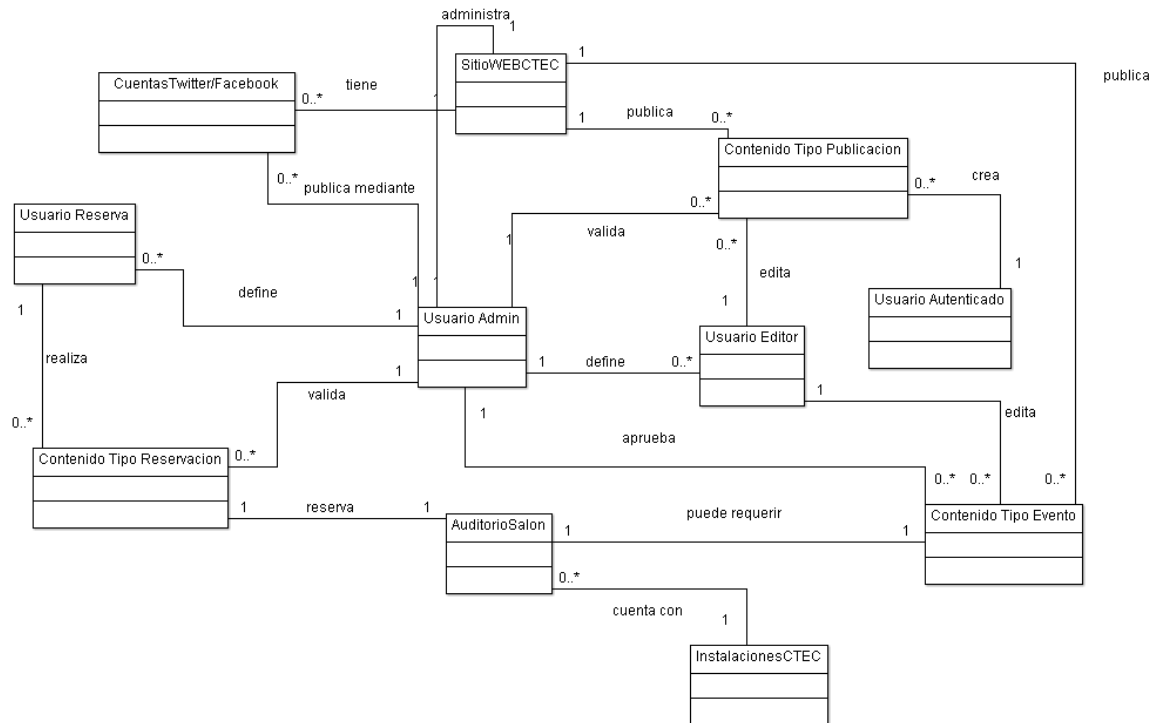 administra
1
SitioWEBCTEC
1
publica
CuentasTwitter/Facebook
tiene
0..*
1
1
publica
0..*
Contenido Tipo Publicacion
0..*
publica mediante
0..*
crea
Usuario Reserva
0..*
valida
1
0..*
0..*
define
edita
1
1
1
1
1
1
Usuario Autenticado
1
Usuario Admin
Usuario Editor
realiza
1
define
0..*
1
valida
1
1
edita
0..*
aprueba
Contenido Tipo Reservacion
0..*
0..*
0..*
0..*
1
reserva
1
AuditorioSalon
puede requerir
1
1
Contenido Tipo Evento
0..*
cuenta con
1
InstalacionesCTEC